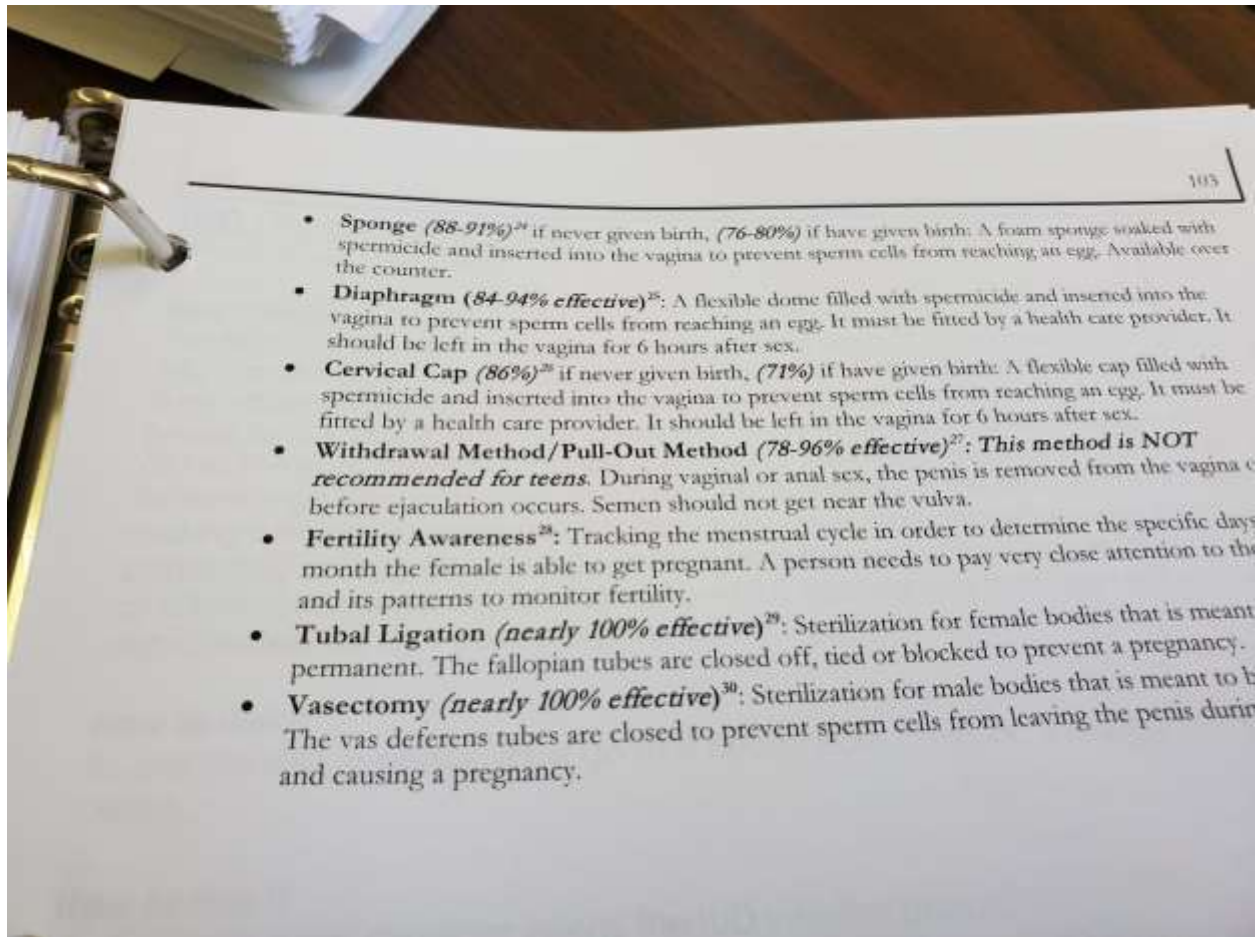 103
• Sponge (88-91%)²⁴ if never given birth, (76-80%) if have given birth: A foam sponge soaked with
spermicide and inserted into the vagina to prevent sperm cells from reaching an egg. Available over
the counter.
• Diaphragm (84-94% effective)²⁵: A flexible dome filled with spermicide and inserted into the
vagina to prevent sperm cells from reaching an egg. It must be fitted by a health care provider. It
should be left in the vagina for 6 hours after sex.
• Cervical Cap (86%)²⁶ if never given birth, (71%) if have given birth: A flexible cap filled with
spermicide and inserted into the vagina to prevent sperm cells from reaching an egg. It must be
fitted by a health care provider. It should be left in the vagina for 6 hours after sex.
• Withdrawal Method/Pull-Out Method (78-96% effective)²⁷: This method is NOT
recommended for teens. During vaginal or anal sex, the penis is removed from the vagina
before ejaculation occurs. Semen should not get near the vulva.
• Fertility Awareness²⁸: Tracking the menstrual cycle in order to determine the specific days
month the female is able to get pregnant. A person needs to pay very close attention to the
and its patterns to monitor fertility.
• Tubal Ligation (nearly 100% effective)²⁹: Sterilization for female bodies that is meant
permanent. The fallopian tubes are closed off, tied or blocked to prevent a pregnancy.
• Vasectomy (nearly 100% effective)³⁰: Sterilization for male bodies that is meant to
The vas deferens tubes are closed to prevent sperm cells from leaving the penis
and causing a pregnancy.